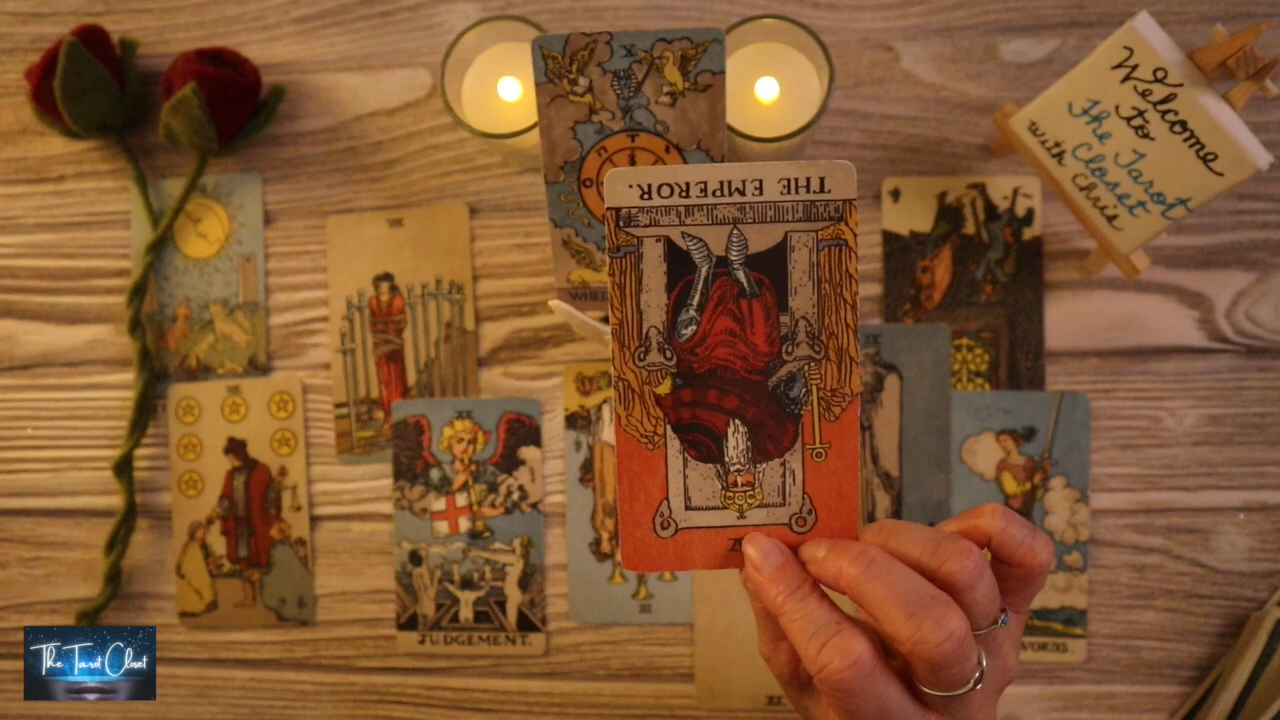 X
Welcome
to
The Tarot
Closet
with Chris
THE EMPEROR.
JUDGEMENT.
The Tarot Closet